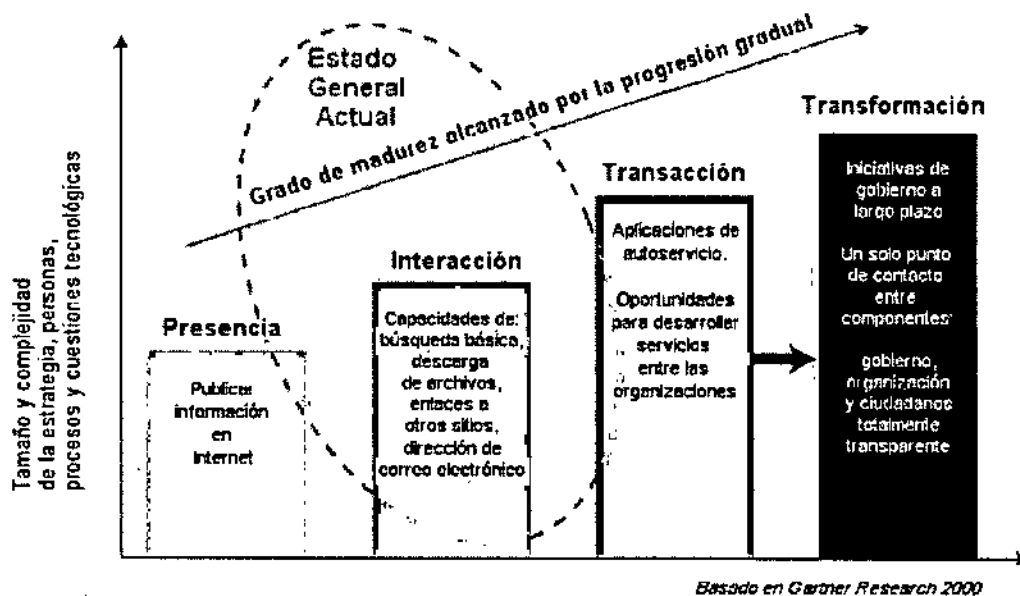 Estado
General
Actual
Grado de madurez alcanzado por la progresión gradual
Tamaño y complejidad
de la estrategia, personas,
procesos y cuestiones tecnológicas
Presencia
Publicar
información
en
Internet
Interacción
Capacidades de:
búsqueda básica,
descarga
de archivos,
enlaces a
otros sitios,
dirección de
correo electrónico
Transacción
Aplicaciones de
autoservicio.
Oportunidades
para desarrollar
servicios
entre las
organizaciones
Transformación
Iniciativas de
gobierno a
largo plazo
Un solo punto
de contacto
entre
componentes:
gobierno,
organización
y ciudadanos
totalmente
transparente
Basado en Gartner Research 2000